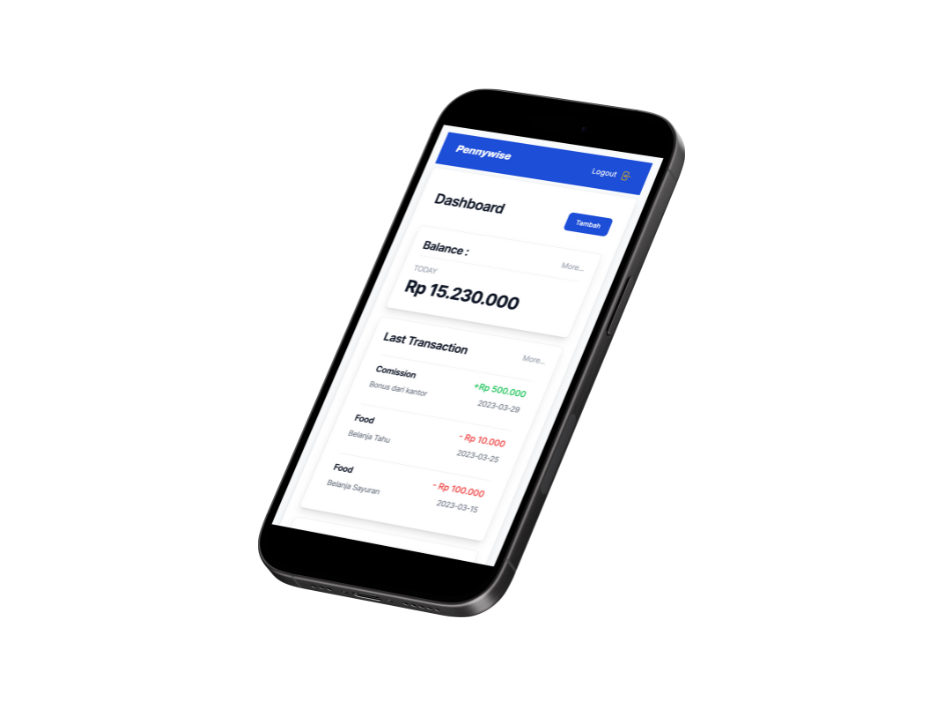 Pennywise
Logout
Dashboard
Tambah
Balance :
More...
TODAY
Rp 15.230.000
Last Transaction
More...
Comission
+Rp 500.000
Bonus dari kantor
2023-03-29
Food
- Rp 10.000
Belanja Tahu
2023-03-25
Food
- Rp 100.000
Belanja Sayuran
2023-03-15